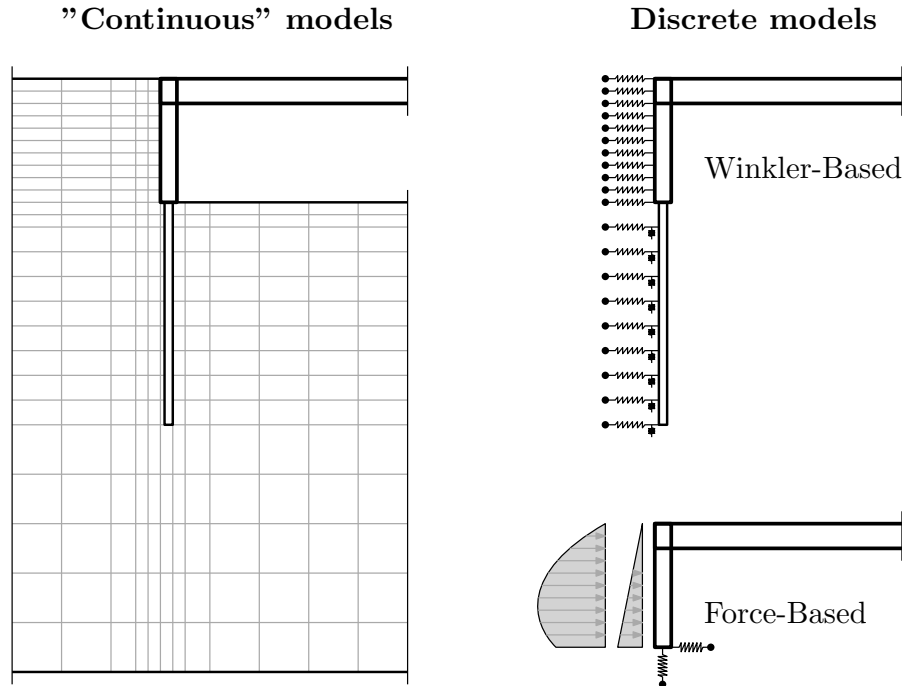 ”Continuous” models
Discrete models
Winkler-Based
Force-Based